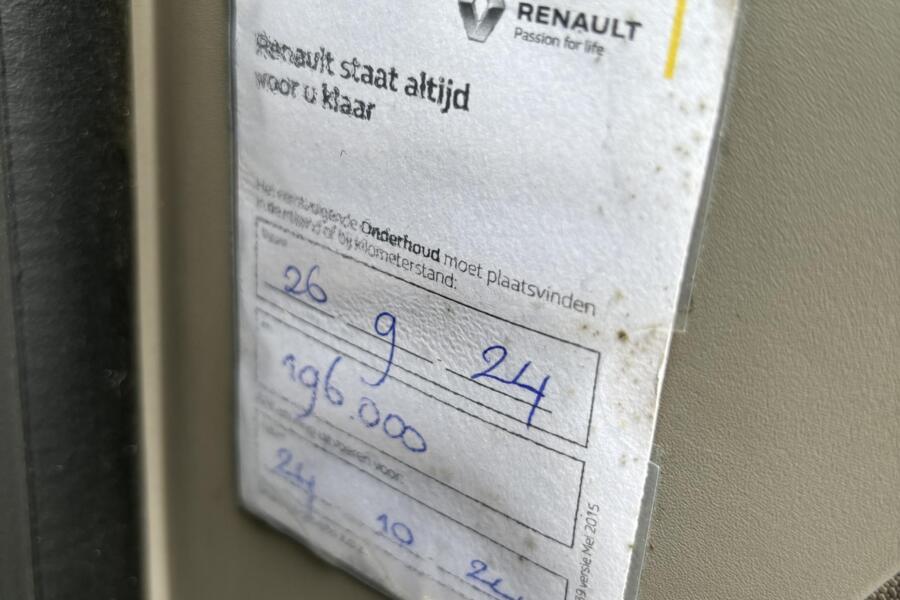 RENAULT
Passion for life
Renault staat altijd
voor u klaar
Het eerstvolgende Onderhoud moet plaatsvinden
in de maand of bij kilometerstand:
26 9 24
196.000
voor:
24 10 24
versie Mei 2015